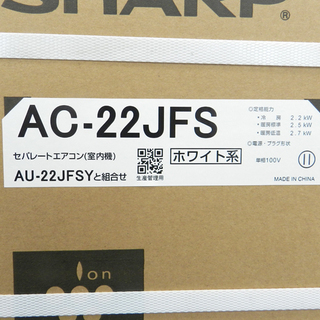 SHARP®
AC-22JFS
セパレートエアコン(室内機)
AU-22JFSYと組合せ
生産管理用
ホワイト系
○定格能力
・冷 房 2.2 kW
・暖房標準 2.5 kW
・暖房低温 2.7 kW
○電源・プラグ形状
単相100V
MADE IN CHINA
Ion